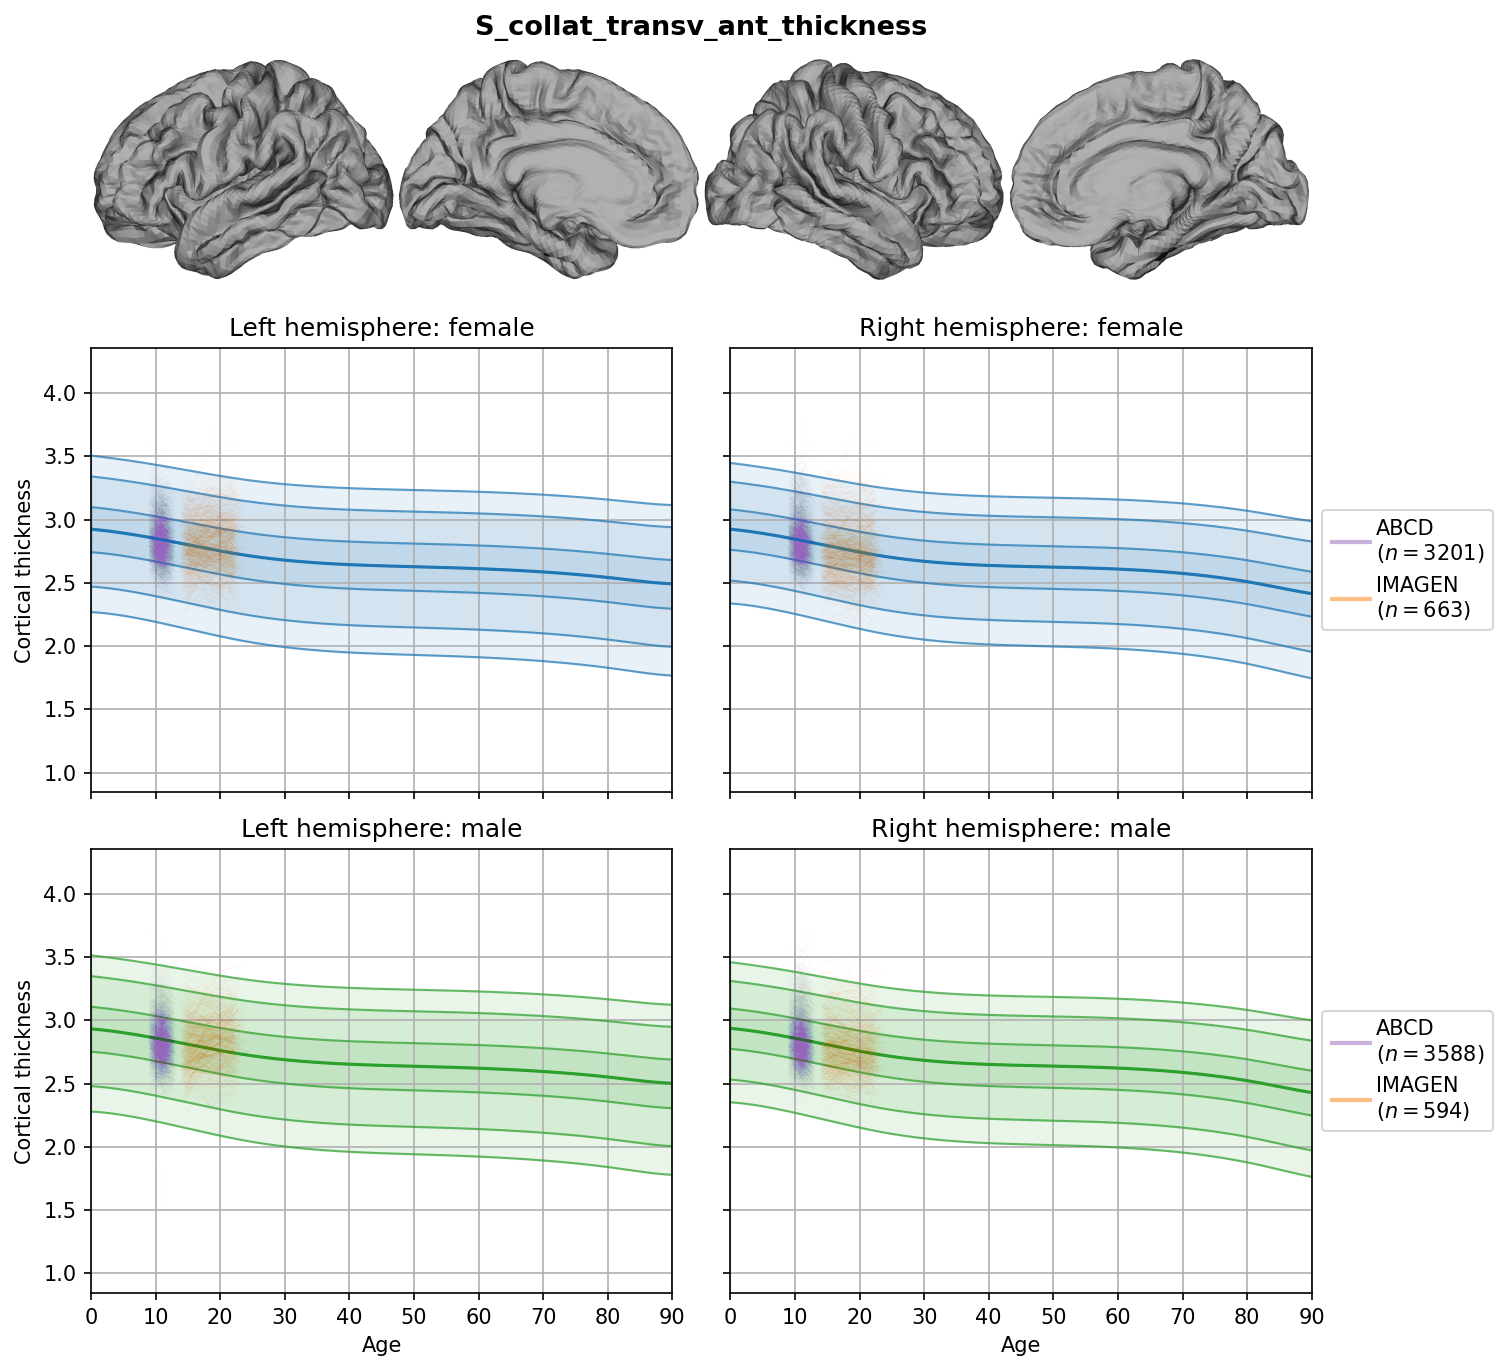 S_collat_transv_ant_thickness
Left hemisphere: female
Right hemisphere: female
Cortical thickness
4.0
3.5
3.0
2.5
2.0
1.5
1.0
ABCD
(n = 3201)
IMAGEN
(n = 663)
Left hemisphere: male
Right hemisphere: male
Cortical thickness
4.0
3.5
3.0
2.5
2.0
1.5
1.0
0 10 20 30 40 50 60 70 80 90
Age
0 10 20 30 40 50 60 70 80 90
Age
ABCD
(n = 3588)
IMAGEN
(n = 594)